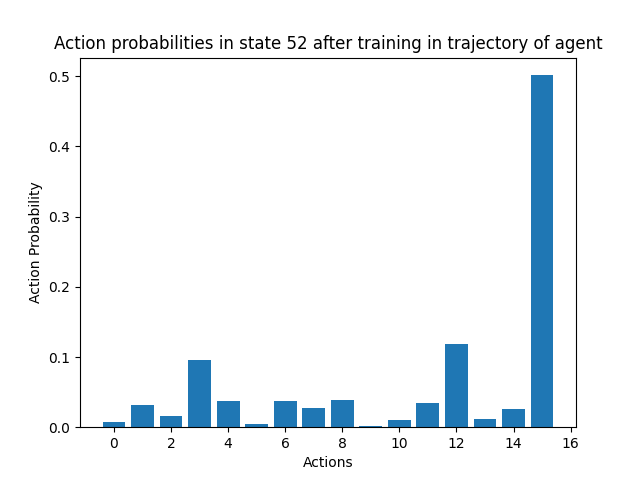 Action probabilities in state 52 after training in trajectory of agent
0.5
0.4
0.3
0.2
0.1
0.0
Action Probability
0 2 4 6 8 10 12 14 16
Actions